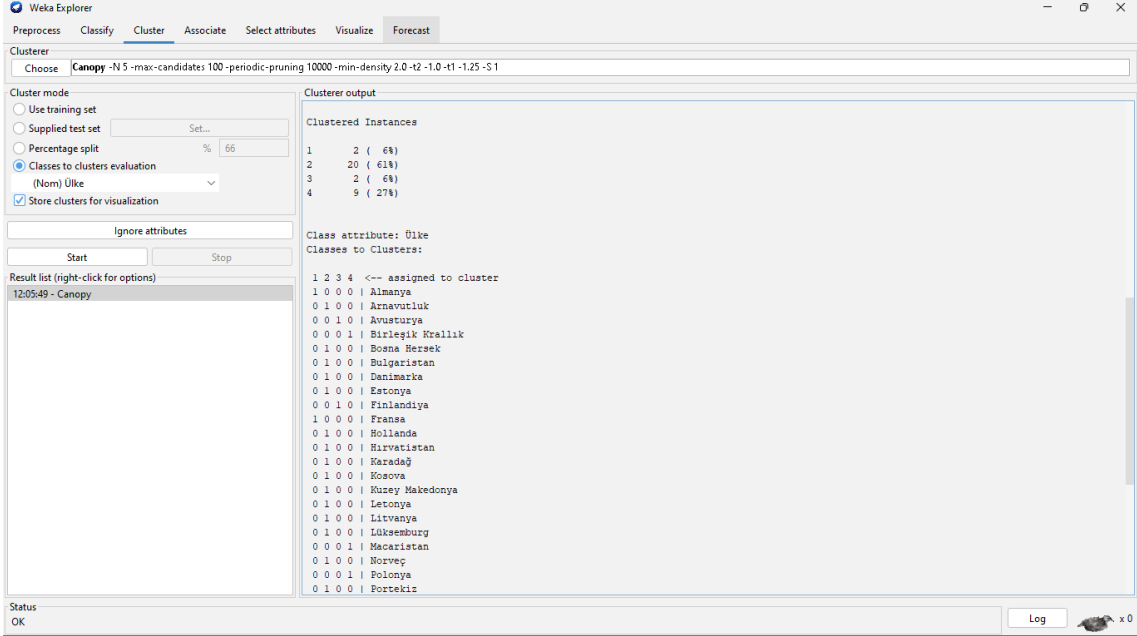 Weka Explorer
Preprocess Classify Cluster Associate Select attributes Visualize Forecast
Clusterer
Choose Canopy -N 5 -max-candidates 100 -periodic-pruning 10000 -min-density 2.0 -t2 -1.0 -t1 -1.25 -S 1
Cluster mode
Use training set
Supplied test set Set...
Percentage split % 66
Classes to clusters evaluation
(Nom) Ülke
Store clusters for visualization
Ignore attributes
Start Stop
Result list (right-click for options)
12:05:49 - Canopy
Clusterer output
Clustered Instances
1 2 ( 6%)
2 20 ( 61%)
3 2 ( 6%)
4 9 ( 27%)
Class attribute: Ülke
Classes to Clusters:
1 2 3 4 <-- assigned to cluster
1 0 0 0 | Almanya
0 1 0 0 | Arnavutluk
0 0 1 0 | Avusturya
0 0 0 1 | Birleşik Krallık
0 1 0 0 | Bosna Hersek
0 1 0 0 | Bulgaristan
0 1 0 0 | Danimarka
0 1 0 0 | Estonya
0 0 1 0 | Finlandiya
1 0 0 0 | Fransa
0 1 0 0 | Hollanda
0 1 0 0 | Hırvatistan
0 1 0 0 | Karadağ
0 1 0 0 | Kosova
0 1 0 0 | Kuzey Makedonya
0 1 0 0 | Letonya
0 1 0 0 | Litvanya
0 1 0 0 | Lüksemburg
0 0 0 1 | Macaristan
0 1 0 0 | Norveç
0 0 0 1 | Polonya
0 1 0 0 | Portekiz
Status
OK
Log x 0